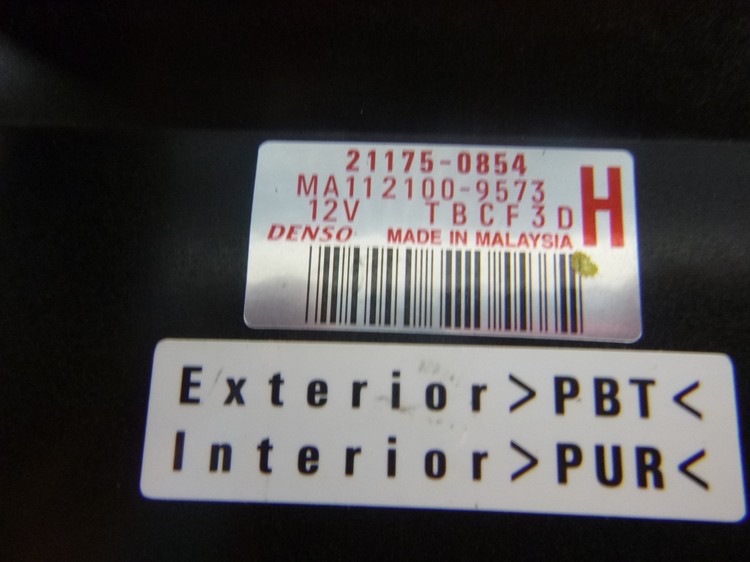 21175-0854
MA112100-9573
12V TBCF3D
H
DENSO MADE IN MALAYSIA
Exterior>PBT<
Interior>PUR<